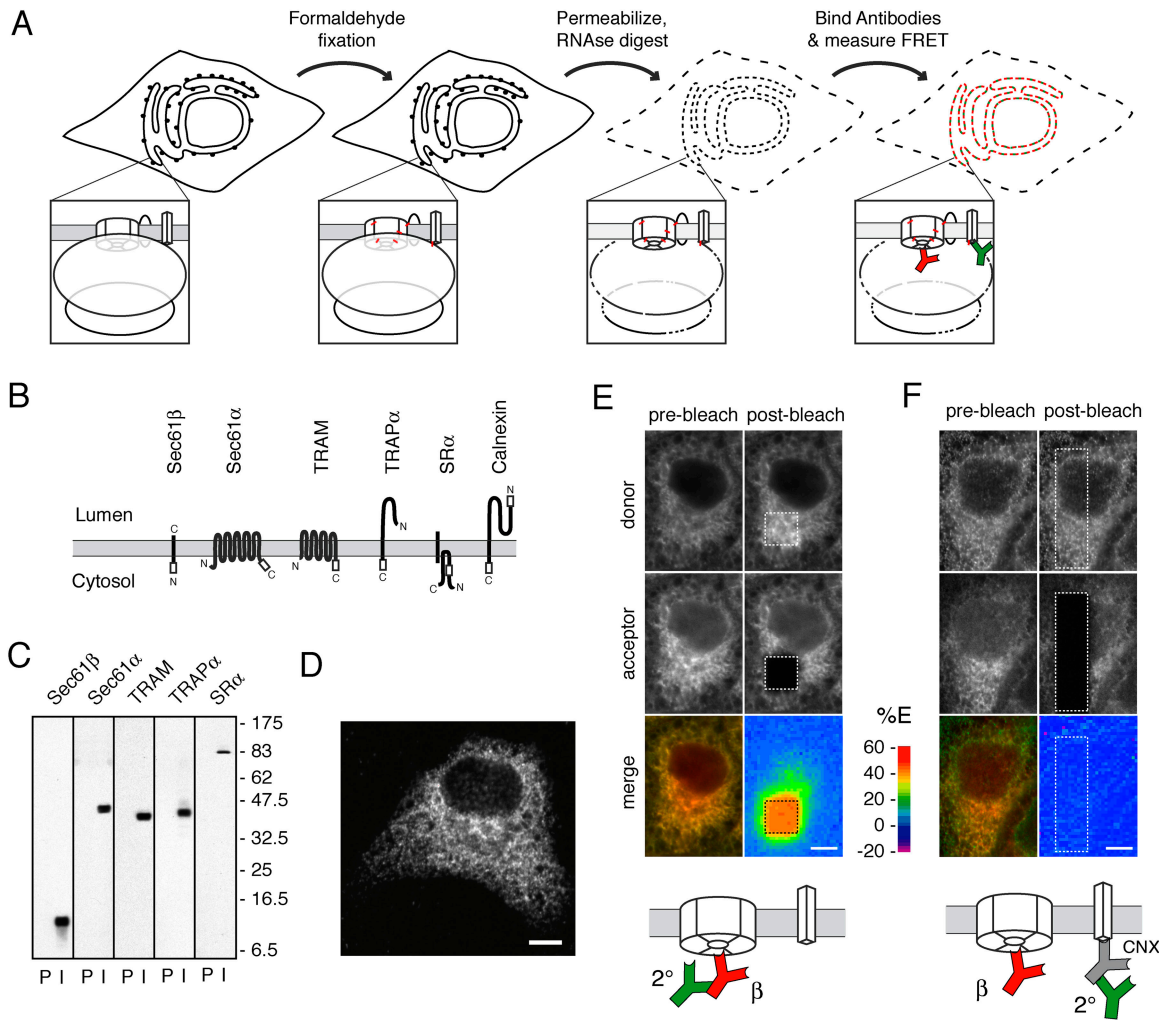 A
Formaldehyde
fixation
Permeabilize,
RNAse digest
Bind Antibodies
& measure FRET
B
Sec61β
Sec61α
TRAM
TRAPα
SRα
Calnexin
Lumen
Cytosol
C
N
N
C
N
C
N
C
C
N
N
C
C
Sec61β
Sec61α
TRAM
TRAPα
SRα
- 175
- 83
- 62
- 47.5
- 32.5
- 25
- 16.5
- 6.5
P I P I P I P I P I
D
E
pre-bleach post-bleach
donor
acceptor
merge
%E
60
40
20
0
-20
2°
β
F
pre-bleach post-bleach
β
CNX
2°